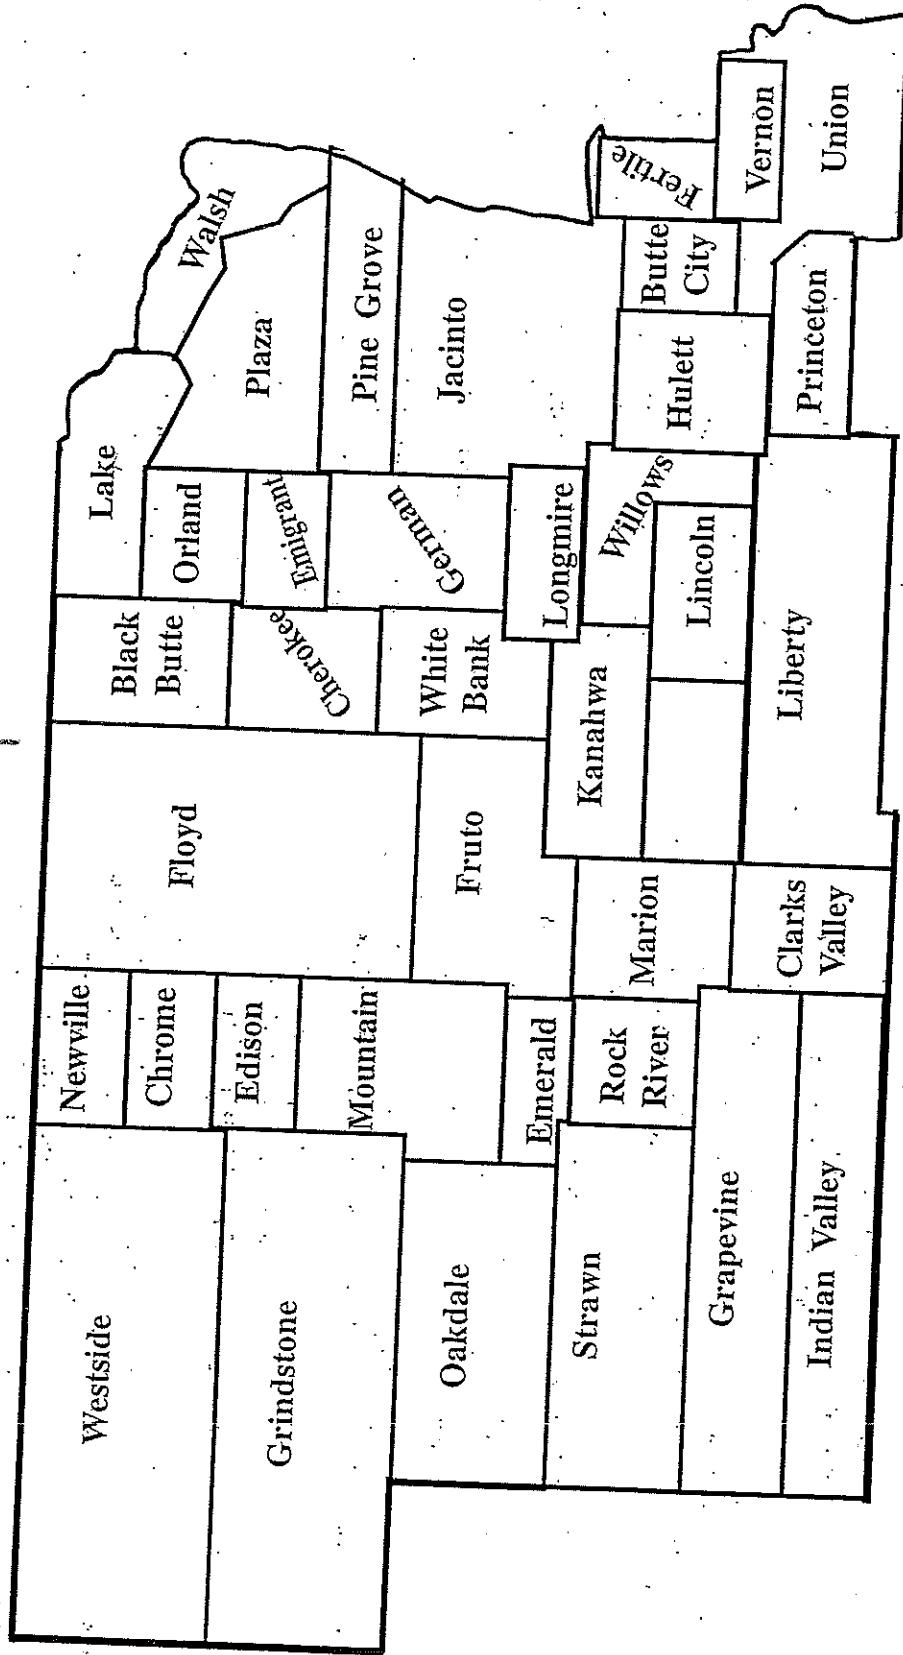 Westside
Grindstone
Oakdale
Strawn
Grapevine
Indian Valley
Newville
Chrome
Edison
Mountain
Emerald
Rock
River
Floyd
Fruto
Marion
Clarks
Valley
Black
Butte
Cherokee
White
Bank
Kanahwa
Liberty
Lake
Orland
Emigrant
German
Longmire
Willows
Lincoln
Walsh
Plaza
Pine Grove
Jacinto
Hulett
Butte
City
Princeton
Fertile
Vernon
Union